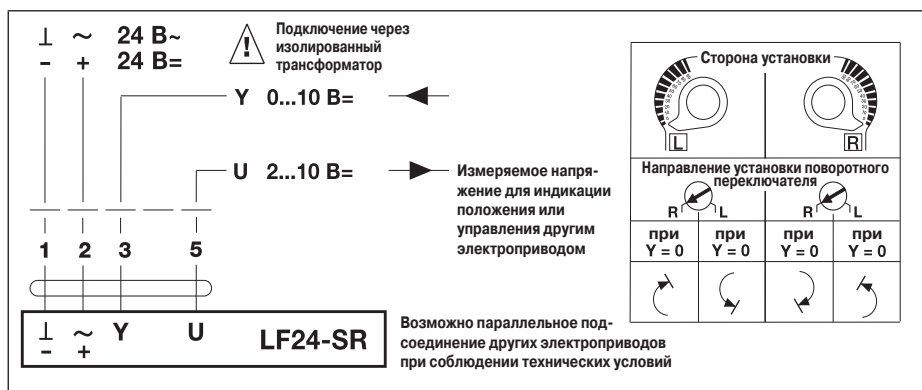 ⊥ ~ 24 В~
- + 24 В=
Подключение через
изолированный
трансформатор
Y 0...10 В=
U 2...10 В=
Измеряемое напря-
жение для индикации
положения или
управления другим
электроприводом
1 2 3 5
⊥ ~ Y U
- +
LF24-SR
Возможно параллельное под-
соединение других электроприводов
при соблюдении технических условий
Сторона установки
L R
Направление установки поворотного
переключателя
R L R L
при при при при
Y = 0 Y = 0 Y = 0 Y = 0